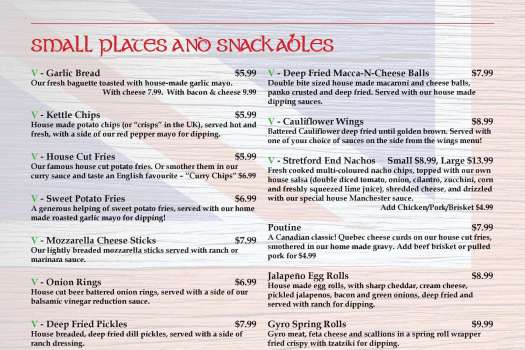 SMALL PLATES AND SNACKABLES
V - Garlic Bread $5.99
Our fresh baguette toasted with house-made garlic mayo.
With cheese 7.99. With bacon & cheese 9.99
V - Kettle Chips $5.99
House made potato chips (or "crisps" in the UK), served hot and
fresh, with a side of our red pepper mayo for dipping.
V - House Cut Fries $5.99
Our famous house cut potato fries. Or smother them in our
curry sauce and taste an English favourite – "Curry Chips" $6.99
V - Sweet Potato Fries $6.99
A generous helping of sweet potato fries, served with our home
made roasted garlic mayo for dipping!
V - Mozzarella Cheese Sticks $7.99
Our lightly breaded mozzarella sticks served with ranch or
marinara sauce.
V - Onion Rings $6.99
House cut beer battered onion rings, served with a side of our
balsamic vinegar reduction sauce.
V - Deep Fried Pickles $7.99
House breaded, deep fried dill pickles, served with a side of
ranch dressing.
V - Deep Fried Macca-N-Cheese Balls $7.99
Double bite sized house made macaroni and cheese balls,
panko crusted and deep fried. Served with our house made
dipping sauces.
V - Cauliflower Wings $8.99
Battered Cauliflower deep fried until golden brown. Served with
one of your choice of sauces on the side from the wings menu!
V - Stretford End Nachos Small $8.99, Large $13.99
Fresh cooked multi-coloured nacho chips, topped with our own
house salsa (double diced tomato, onion, cilantro, zucchini, corn
and freshly squeezed lime juice), shredded cheese, and drizzled
with our special house Manchester sauce.
Add Chicken/Pork/Brisket $4.99
Poutine $7.99
A Canadian classic! Quebec cheese curds on our house cut fries,
smothered in our home made gravy. Add beef brisket or pulled
pork for $4.99
Jalapeño Egg Rolls $8.99
House made egg rolls, with sharp cheddar, cream cheese,
pickled jalapenos, bacon and green onions, deep fried and
served with ranch for dipping.
Gyro Spring Rolls $9.99
Gyro meat, feta cheese and scallions in a spring roll wrapper
fried crispy with tzatziki for dipping.